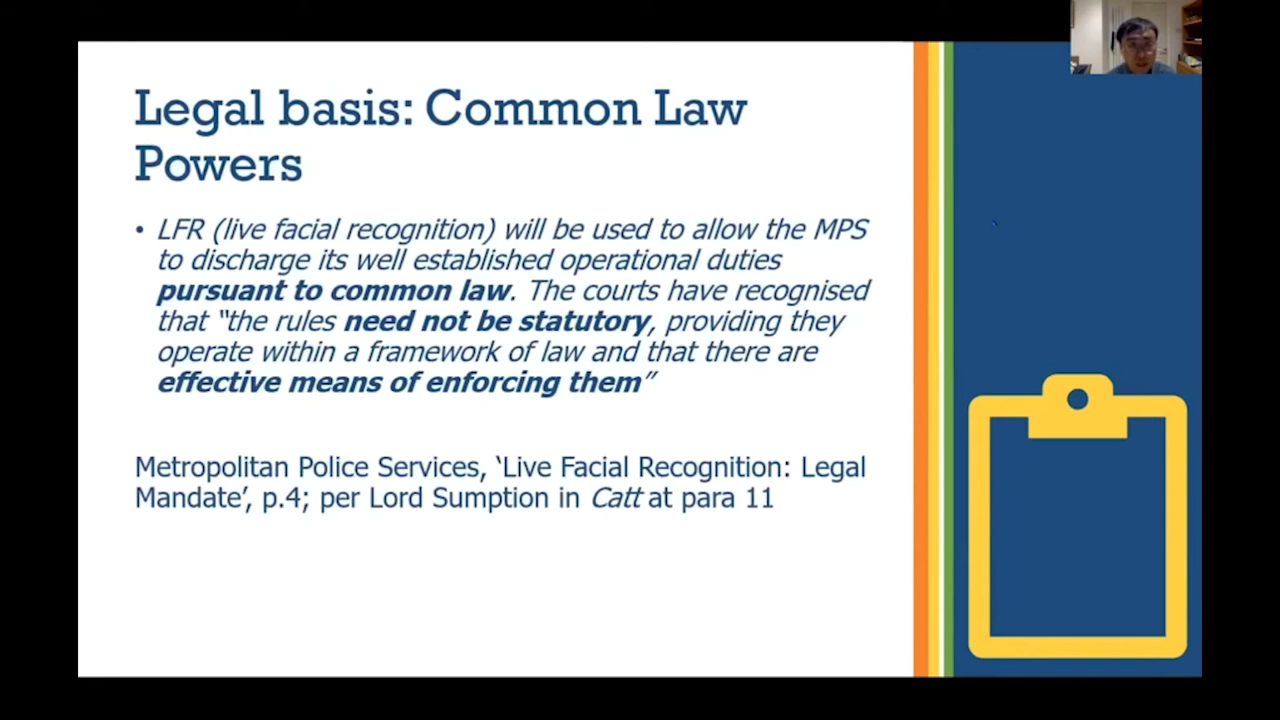 Legal basis: Common Law
Powers
• LFR (live facial recognition) will be used to allow the MPS
to discharge its well established operational duties
pursuant to common law. The courts have recognised
that “the rules need not be statutory, providing they
operate within a framework of law and that there are
effective means of enforcing them”
Metropolitan Police Services, ‘Live Facial Recognition: Legal
Mandate’, p.4; per Lord Sumption in Catt at para 11